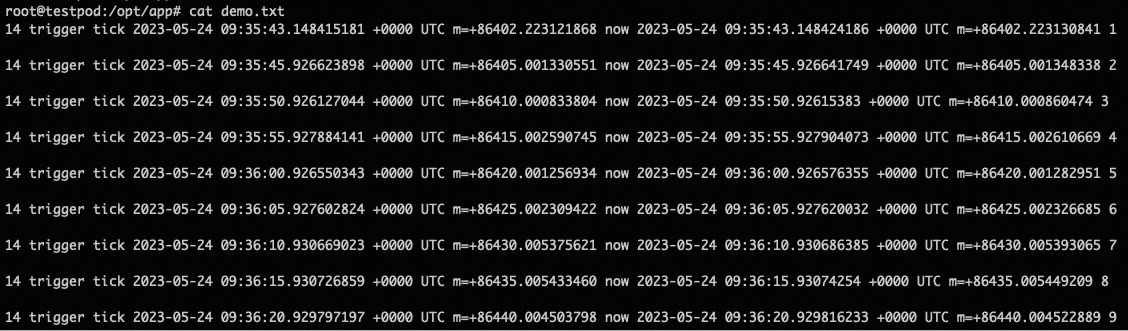 root@testpod:/opt/app# cat demo.txt
14 trigger tick 2023-05-24 09:35:43.148415181 +0000 UTC m=+86402.223121868 now 2023-05-24 09:35:43.148424186 +0000 UTC m=+86402.223130841 1
14 trigger tick 2023-05-24 09:35:45.926623898 +0000 UTC m=+86405.001330551 now 2023-05-24 09:35:45.926641749 +0000 UTC m=+86405.001348338 2
14 trigger tick 2023-05-24 09:35:50.926127044 +0000 UTC m=+86410.000833804 now 2023-05-24 09:35:50.92615383 +0000 UTC m=+86410.000860474 3
14 trigger tick 2023-05-24 09:35:55.927884141 +0000 UTC m=+86415.002590745 now 2023-05-24 09:35:55.927904073 +0000 UTC m=+86415.002610669 4
14 trigger tick 2023-05-24 09:36:00.926550343 +0000 UTC m=+86420.001256934 now 2023-05-24 09:36:00.926576355 +0000 UTC m=+86420.001282951 5
14 trigger tick 2023-05-24 09:36:05.927602824 +0000 UTC m=+86425.002309422 now 2023-05-24 09:36:05.927620032 +0000 UTC m=+86425.002326685 6
14 trigger tick 2023-05-24 09:36:10.930669023 +0000 UTC m=+86430.005375621 now 2023-05-24 09:36:10.930686385 +0000 UTC m=+86430.005393065 7
14 trigger tick 2023-05-24 09:36:15.930726859 +0000 UTC m=+86435.005433460 now 2023-05-24 09:36:15.93074254 +0000 UTC m=+86435.005449209 8
14 trigger tick 2023-05-24 09:36:20.929797197 +0000 UTC m=+86440.004503798 now 2023-05-24 09:36:20.929816233 +0000 UTC m=+86440.004522889 9